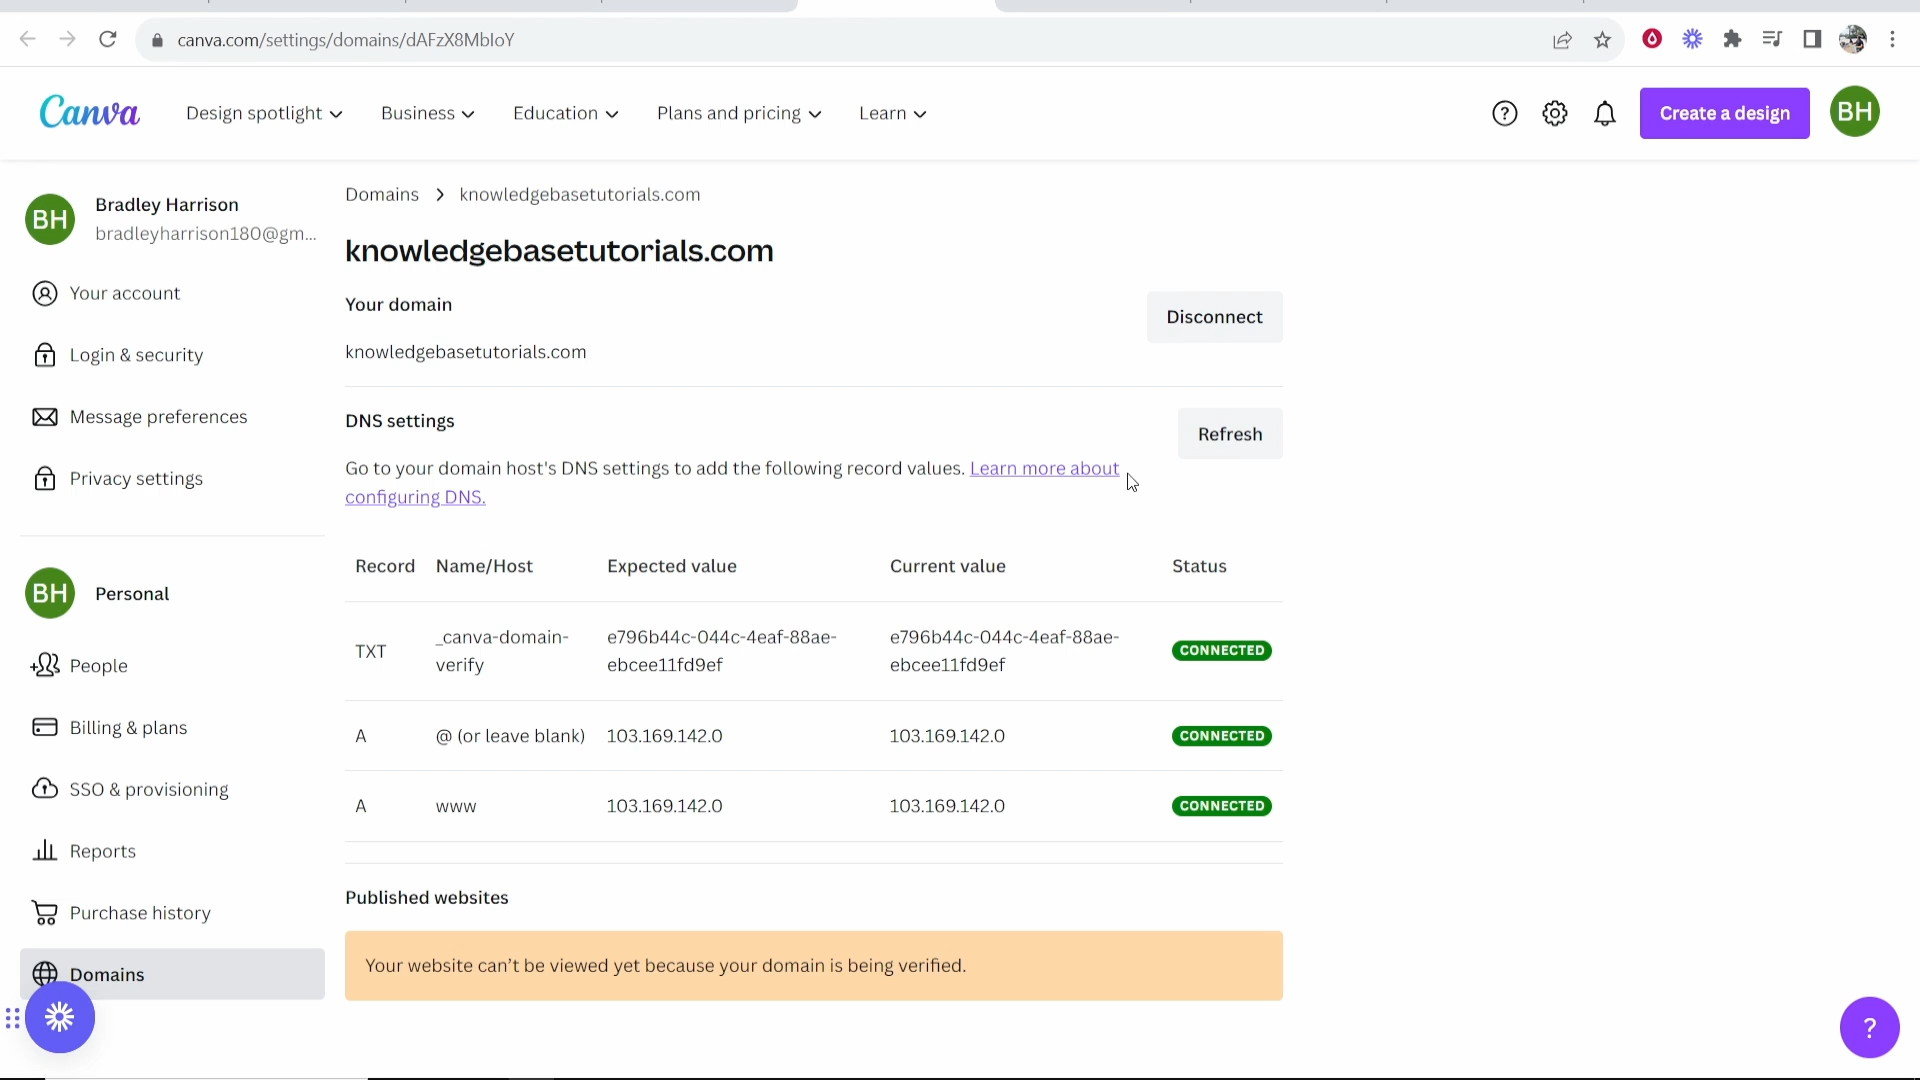 canva.com/settings/domains/dAFzX8MbIoY
Canva
Design spotlight
Business
Education
Plans and pricing
Learn
?
Create a design
BH
BH
Bradley Harrison
bradleyharrison180@gm...
Your account
Login & security
Message preferences
Privacy settings
BH
Personal
People
Billing & plans
SSO & provisioning
Reports
Purchase history
Domains
Domains > knowledgebasetutorials.com
knowledgebasetutorials.com
Your domain
Disconnect
knowledgebasetutorials.com
DNS settings
Refresh
Go to your domain host's DNS settings to add the following record values. Learn more about
configuring DNS.
Record Name/Host Expected value Current value Status
TXT _canva-domain- e796b44c-044c-4eaf-88ae- e796b44c-044c-4eaf-88ae- CONNECTED
verify ebcee11fd9ef ebcee11fd9ef
A @ (or leave blank) 103.169.142.0 103.169.142.0 CONNECTED
A www 103.169.142.0 103.169.142.0 CONNECTED
Published websites
Your website can’t be viewed yet because your domain is being verified.
?